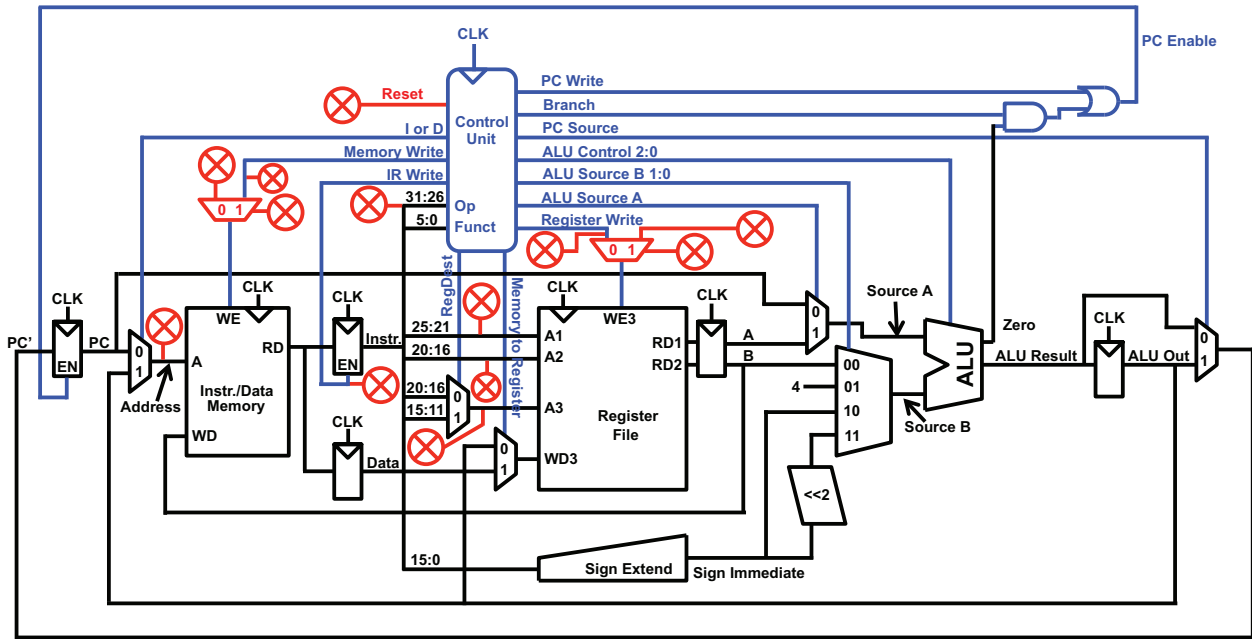 CLK
PC Enable
PC Write
Reset
Branch
Control
Unit
I or D
PC Source
Memory Write
ALU Control 2:0
IR Write
ALU Source B 1:0
31:26
Op
ALU Source A
5:0
Funct
Register Write
0 1
0 1
RegDest
Memory to Register
CLK
CLK
CLK
CLK
CLK
Source A
WE
WE3
0
1
Zero
CLK
PC'
PC
EN
0
1
A
RD
Instr.
EN
25:21
A1
RD1
A
20:16
A2
RD2
B
00
ALU
ALU Result
ALU Out
0
1
Address
Instr./Data
Memory
20:16
0
15:11
1
A3
Register
File
4
01
10
Source B
CLK
WD
11
Data
0
1
WD3
<<2
15:0
Sign Extend
Sign Immediate